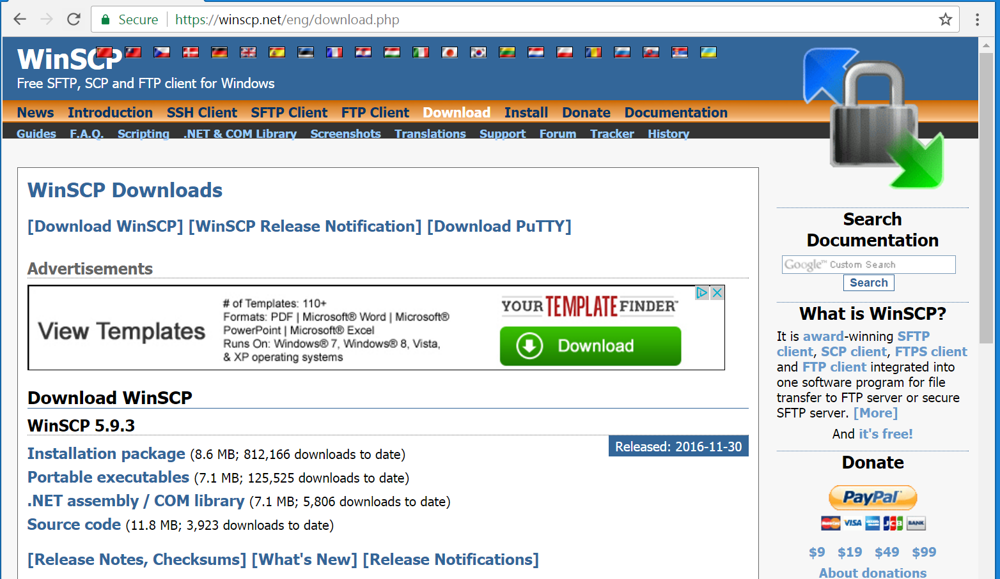 Secure https://winscp.net/eng/download.php
WinSCP
Free SFTP, SCP and FTP client for Windows
News Introduction SSH Client SFTP Client FTP Client Download Install Donate Documentation
Guides F.A.Q. Scripting .NET & COM Library Screenshots Translations Support Forum Tracker History
WinSCP Downloads
[Download WinSCP] [WinSCP Release Notification] [Download PuTTY]
Advertisements
View Templates
# of Templates: 110+
Formats: PDF | Microsoft® Word | Microsoft®
PowerPoint | Microsoft® Excel
Runs On: Windows® 7, Windows® 8, Vista,
& XP operating systems
YOUR TEMPLATE FINDER™
Download
Download WinSCP
WinSCP 5.9.3
Released: 2016-11-30
Installation package (8.6 MB; 812,166 downloads to date)
Portable executables (7.1 MB; 125,525 downloads to date)
.NET assembly / COM library (7.1 MB; 5,806 downloads to date)
Source code (11.8 MB; 3,923 downloads to date)
[Release Notes, Checksums] [What's New] [Release Notifications]
Search
Documentation
Google™ Custom Search
Search
What is WinSCP?
It is award-winning SFTP
client, SCP client, FTPS client
and FTP client integrated into
one software program for file
transfer to FTP server or secure
SFTP server. [More]
And it's free!
Donate
PayPal
MasterCard VISA JCB BANK
$9 $19 $49 $99
About donations